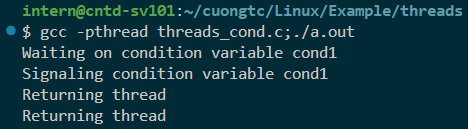 intern@cntd-sv101:~/cuongtc/Linux/Example/threads
$ gcc -pthread threads_cond.c;./a.out
Waiting on condition variable cond1
Signaling condition variable cond1
Returning thread
Returning thread